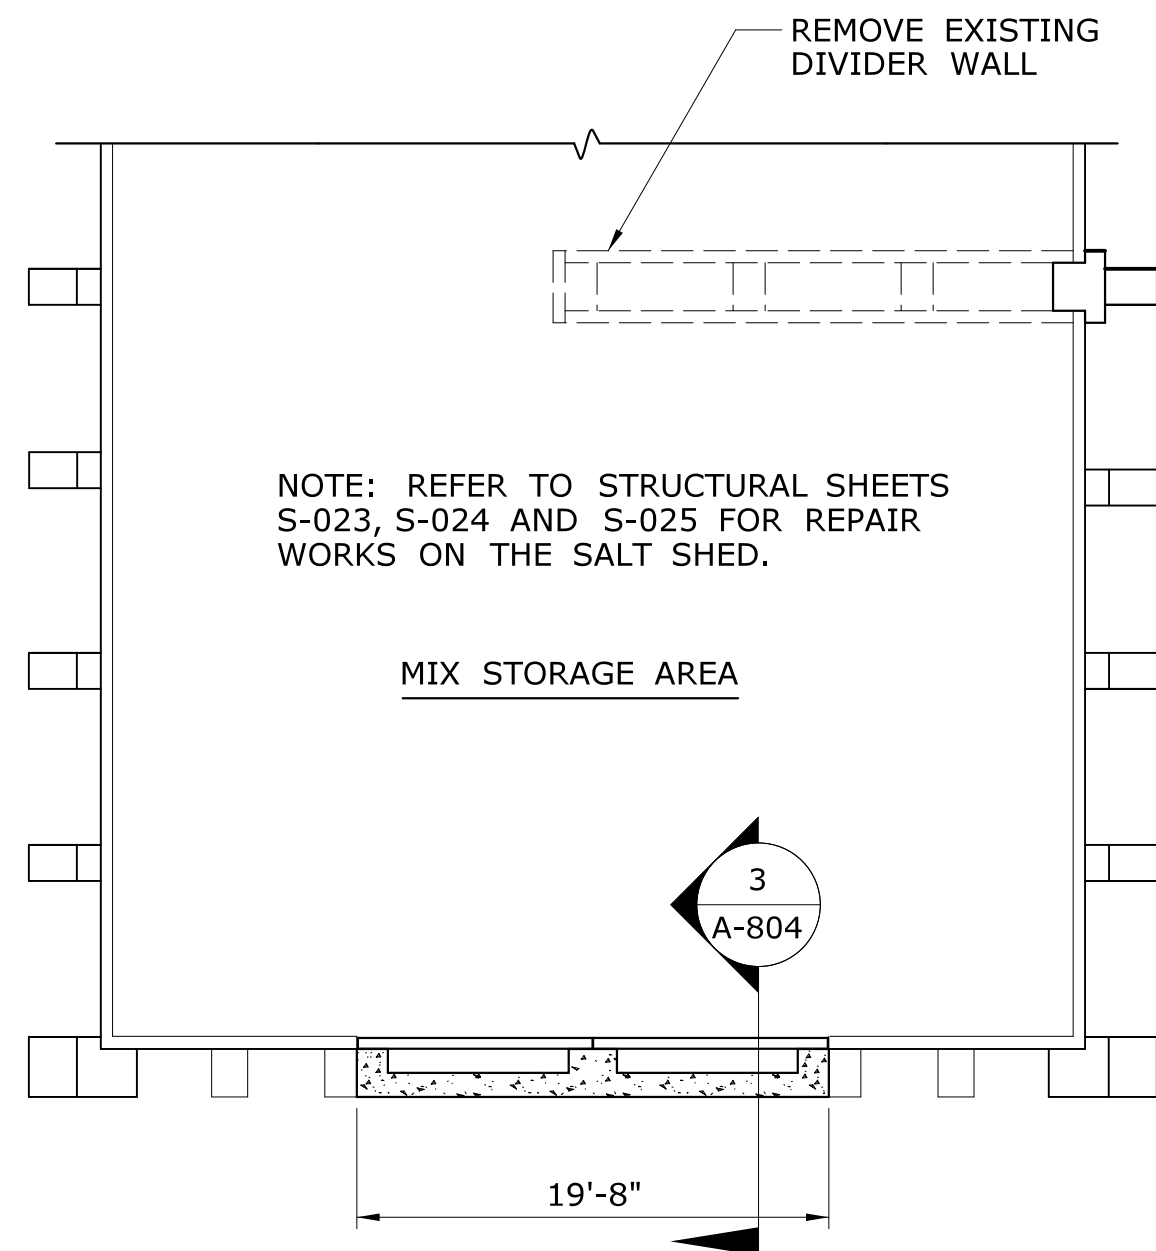 REMOVE EXISTING
DIVIDER WALL
NOTE: REFER TO STRUCTURAL SHEETS
S-023, S-024 AND S-025 FOR REPAIR
WORKS ON THE SALT SHED.
MIX STORAGE AREA
3
A-804
19'-8"